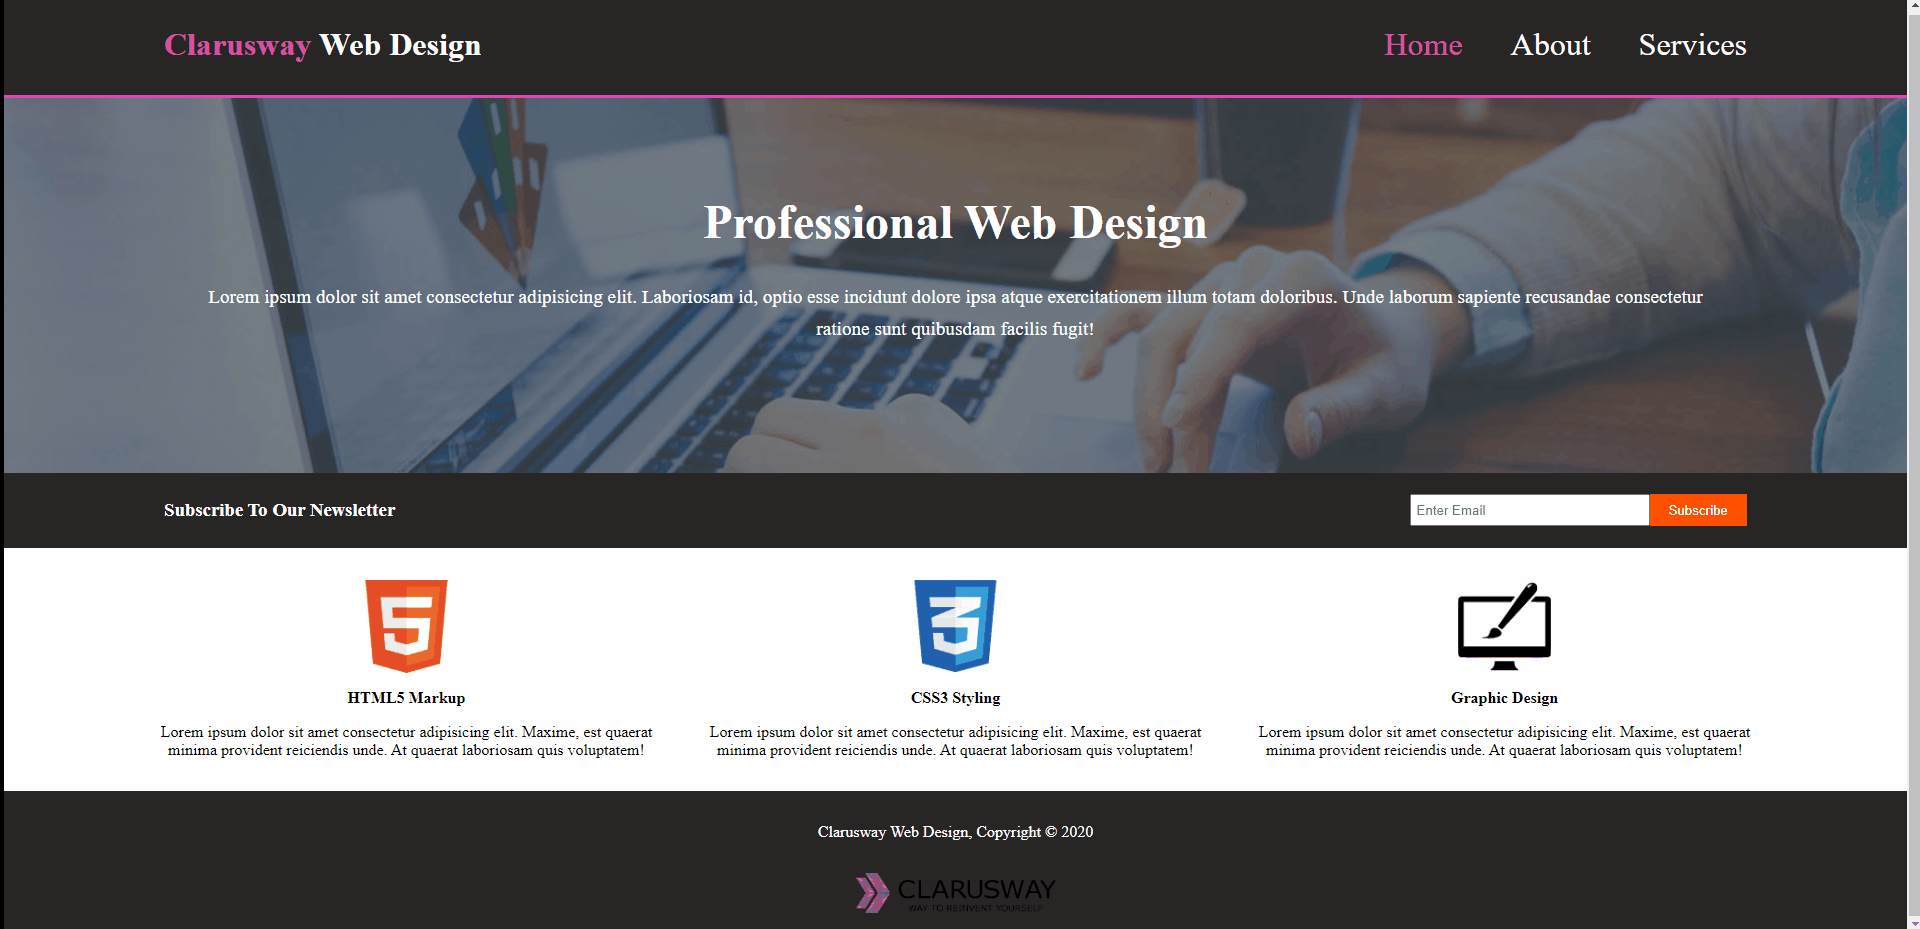 Clarusway Web Design
Home About Services
Professional Web Design
Lorem ipsum dolor sit amet consectetur adipisicing elit. Laboriosam id, optio esse incidunt dolore ipsa atque exercitationem illum totam doloribus. Unde laborum sapiente recusandae consectetur
ratione sunt quibusdam facilis fugit!
Subscribe To Our Newsletter
Enter Email
Subscribe
HTML5 Markup
Lorem ipsum dolor sit amet consectetur adipisicing elit. Maxime, est quaerat
minima provident reiciendis unde. At quaerat laboriosam quis voluptatem!
CSS3 Styling
Lorem ipsum dolor sit amet consectetur adipisicing elit. Maxime, est quaerat
minima provident reiciendis unde. At quaerat laboriosam quis voluptatem!
Graphic Design
Lorem ipsum dolor sit amet consectetur adipisicing elit. Maxime, est quaerat
minima provident reiciendis unde. At quaerat laboriosam quis voluptatem!
Clarusway Web Design, Copyright © 2020
CLARUSWAY
WAY TO REINVENT YOURSELF